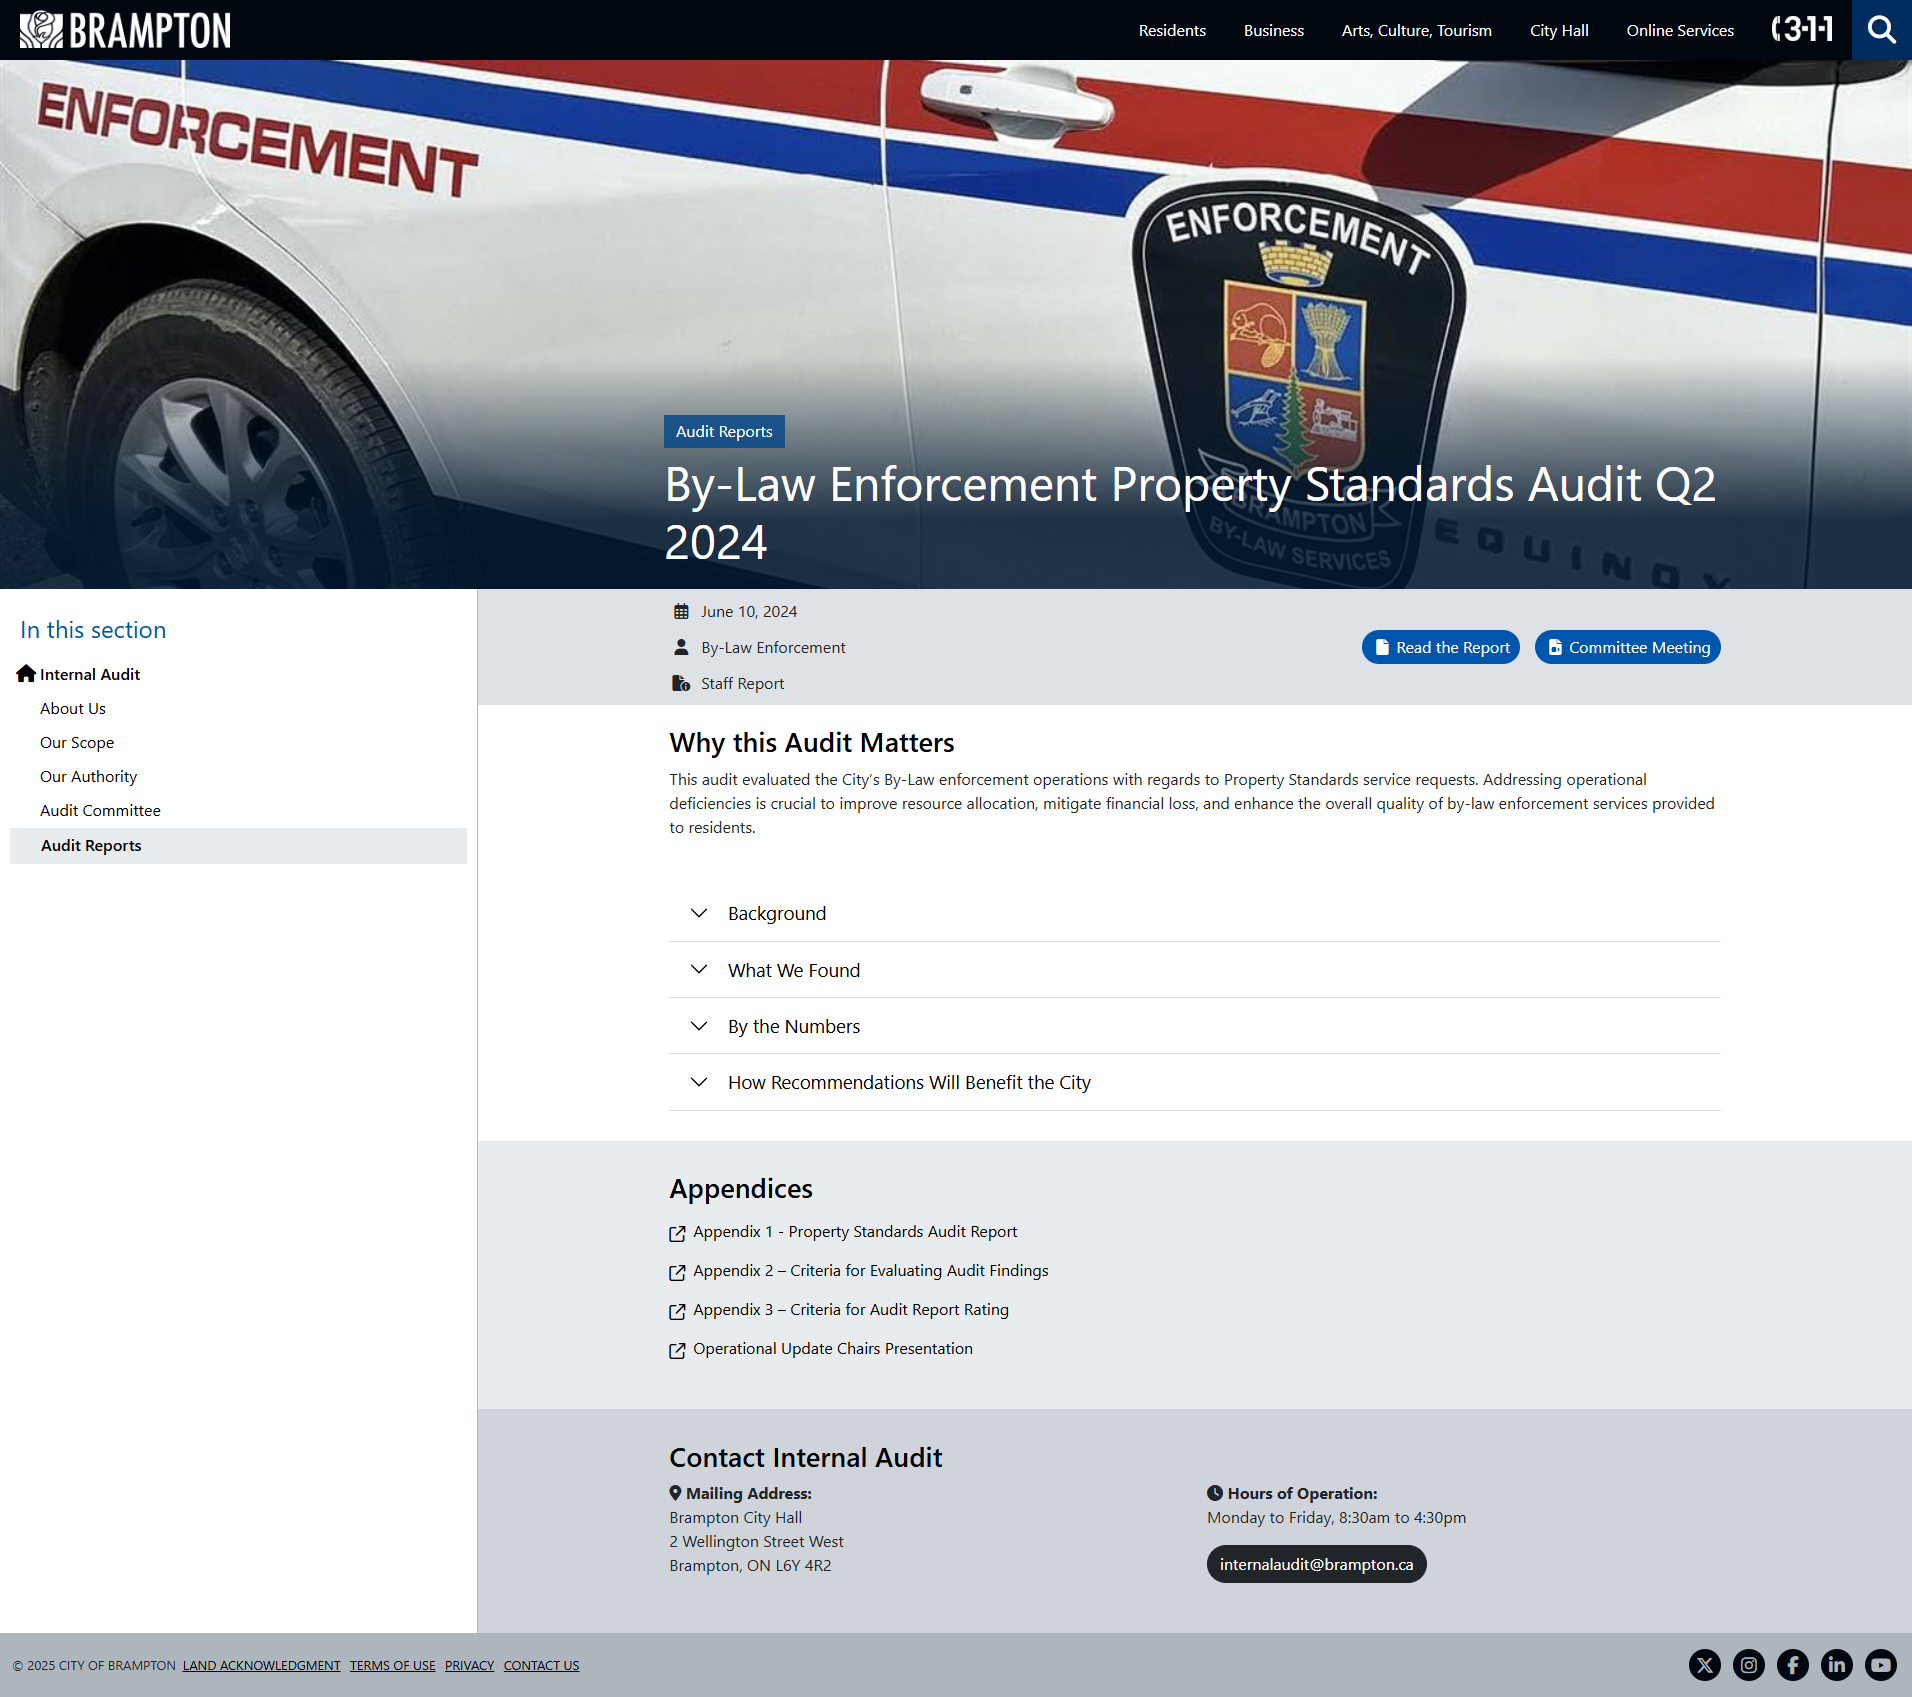 BRAMPTON
Residents
Business
Arts, Culture, Tourism
City Hall
Online Services
3-1-1
ENFORCEMENT
ENFORCEMENT
Audit Reports
By-Law Enforcement Property Standards Audit Q2
2024
BRAMPTON
BY-LAW SERVICES
EQUINOX
June 10, 2024
By-Law Enforcement
Staff Report
Read the Report
Committee Meeting
In this section
Internal Audit
About Us
Our Scope
Our Authority
Audit Committee
Audit Reports
Why this Audit Matters
This audit evaluated the City’s By-Law enforcement operations with regards to Property Standards service requests. Addressing operational
deficiencies is crucial to improve resource allocation, mitigate financial loss, and enhance the overall quality of by-law enforcement services provided
to residents.
Background
What We Found
By the Numbers
How Recommendations Will Benefit the City
Appendices
Appendix 1 - Property Standards Audit Report
Appendix 2 – Criteria for Evaluating Audit Findings
Appendix 3 – Criteria for Audit Report Rating
Operational Update Chairs Presentation
Contact Internal Audit
Mailing Address:
Brampton City Hall
2 Wellington Street West
Brampton, ON L6Y 4R2
Hours of Operation:
Monday to Friday, 8:30am to 4:30pm
internalaudit@brampton.ca
© 2025 CITY OF BRAMPTON LAND ACKNOWLEDGMENT TERMS OF USE PRIVACY CONTACT US